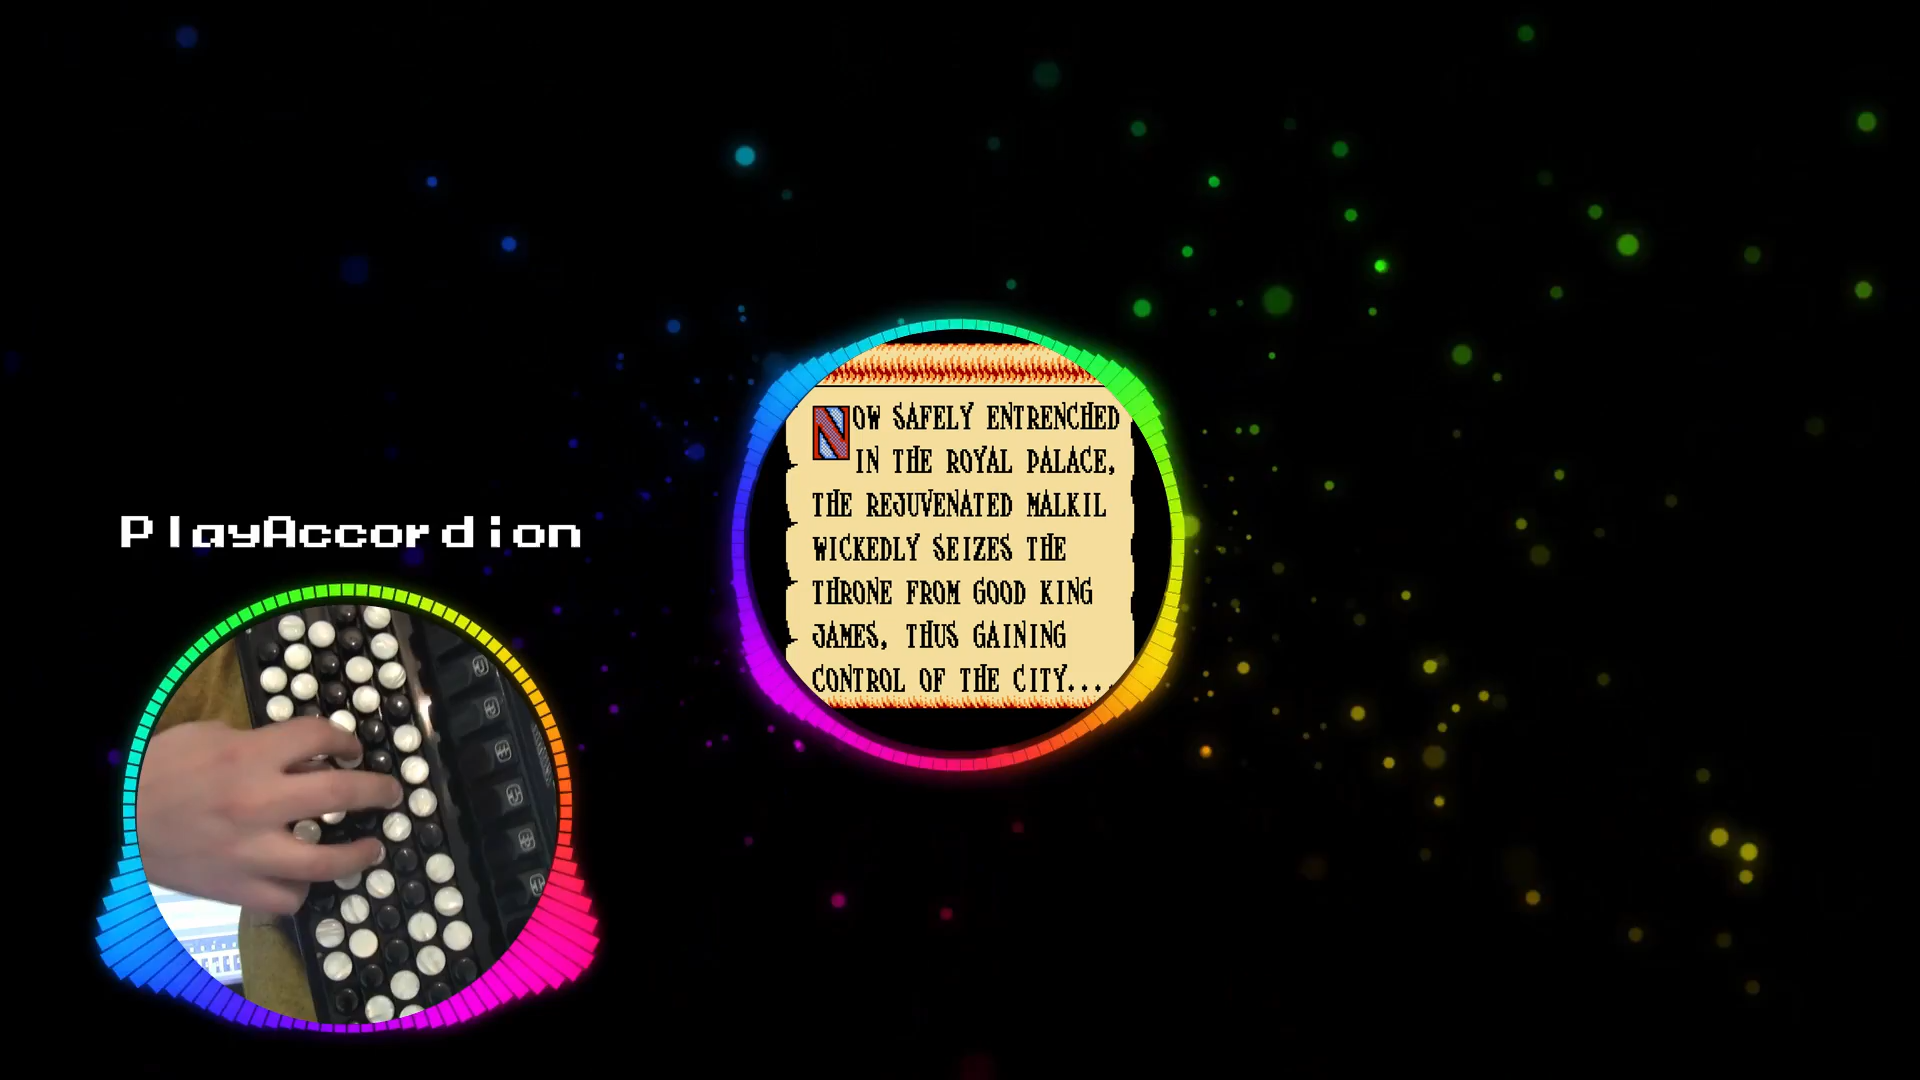 PlayAccordion
NOW SAFELY ENTRENCHED
IN THE ROYAL PALACE,
THE REJUVENATED MALKIL
WICKEDLY SEIZES THE
THRONE FROM GOOD KING
JAMES, THUS GAINING
CONTROL OF THE CITY....